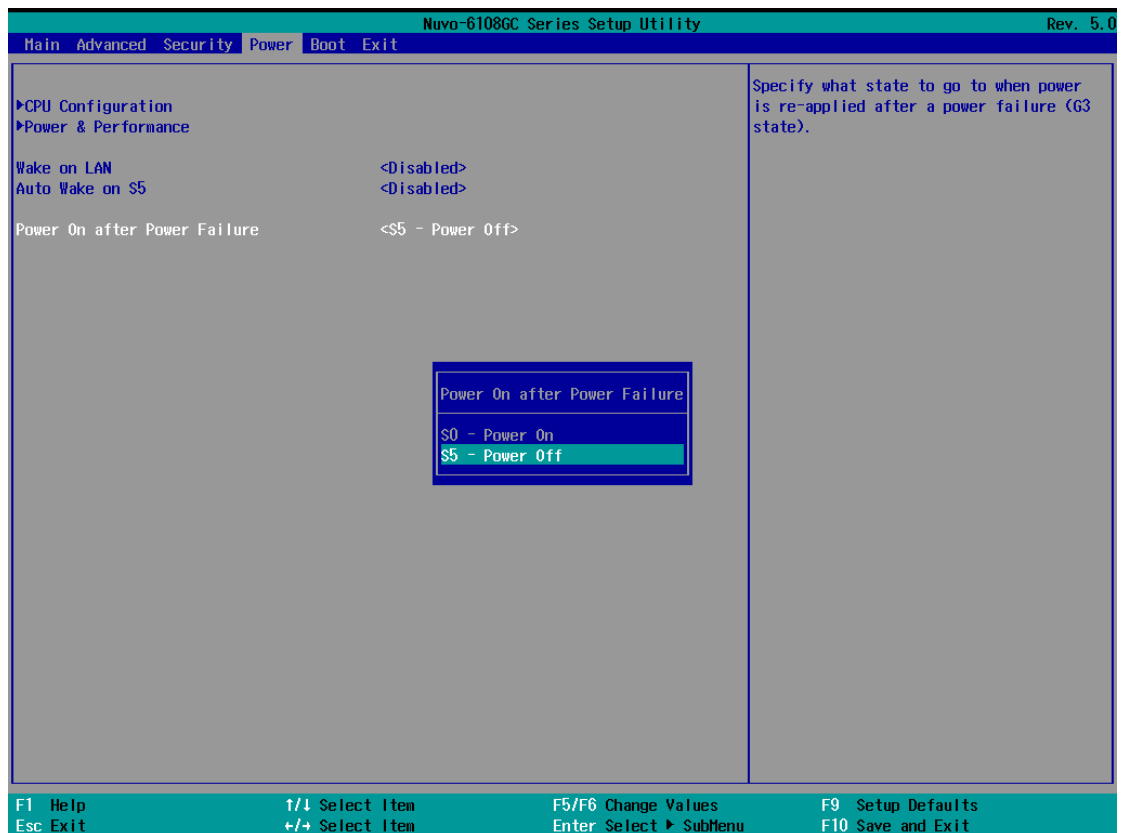 Nuvo-6108GC Series Setup Utility Rev. 5.0
Main Advanced Security Power Boot Exit
▶CPU Configuration
▶Power & Performance
Wake on LAN <Disabled>
Auto Wake on S5 <Disabled>
Power On after Power Failure <S5 - Power Off>
Specify what state to go to when power
is re-applied after a power failure (G3
state).
Power On after Power Failure
S0 - Power On
S5 - Power Off
F1 Help ↑/↓ Select Item F5/F6 Change Values F9 Setup Defaults
Esc Exit ←/→ Select Item Enter Select ▶ SubMenu F10 Save and Exit